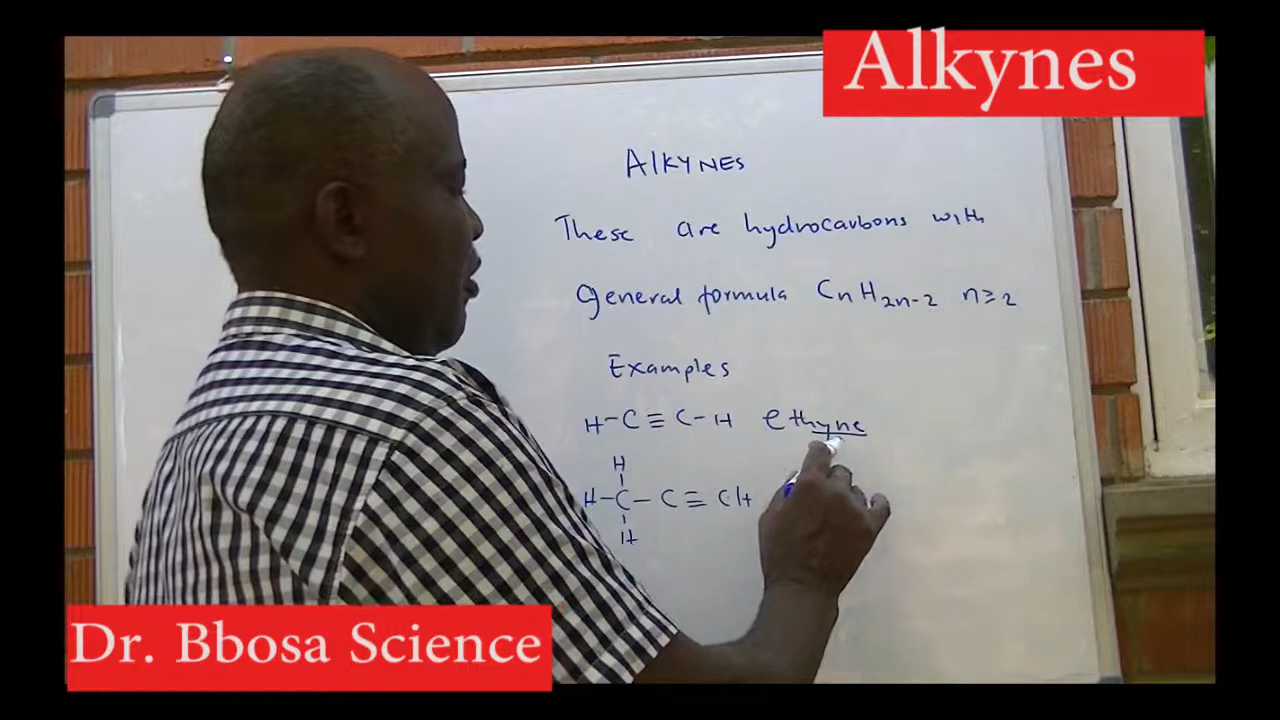 Alkynes
ALKYNES
These are hydrocarbons with
general formula CnH2n-2 n≥2
Examples
H-C≡C-H ethyne
H
H-C-C≡CH
H
Dr. Bbosa Science